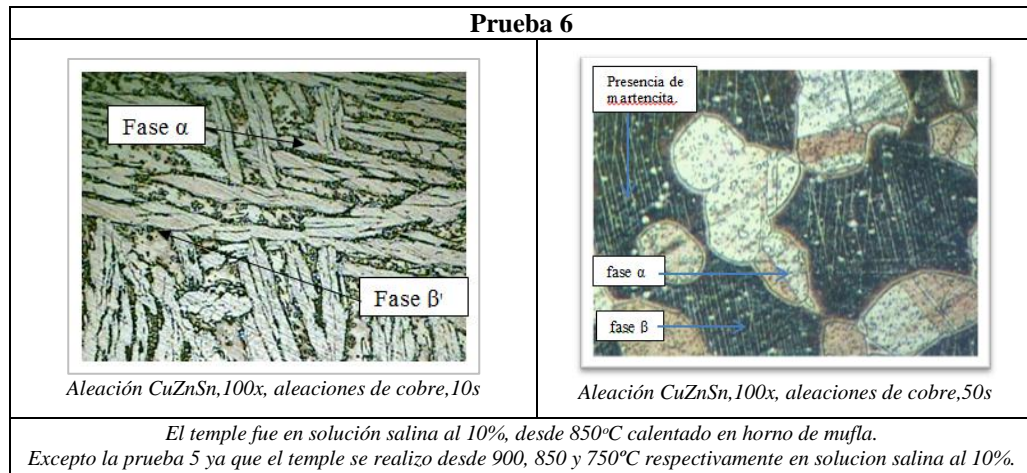 Prueba 6
Fase α
Fase β'
Aleación CuZnSn,100x, aleaciones de cobre,10s
Presencia de
martencita
fase α
fase β
Aleación CuZnSn,100x, aleaciones de cobre,50s
El temple fue en solución salina al 10%, desde 850ºC calentado en horno de mufla.
Excepto la prueba 5 ya que el temple se realizo desde 900, 850 y 750ºC respectivamente en solucion salina al 10%.